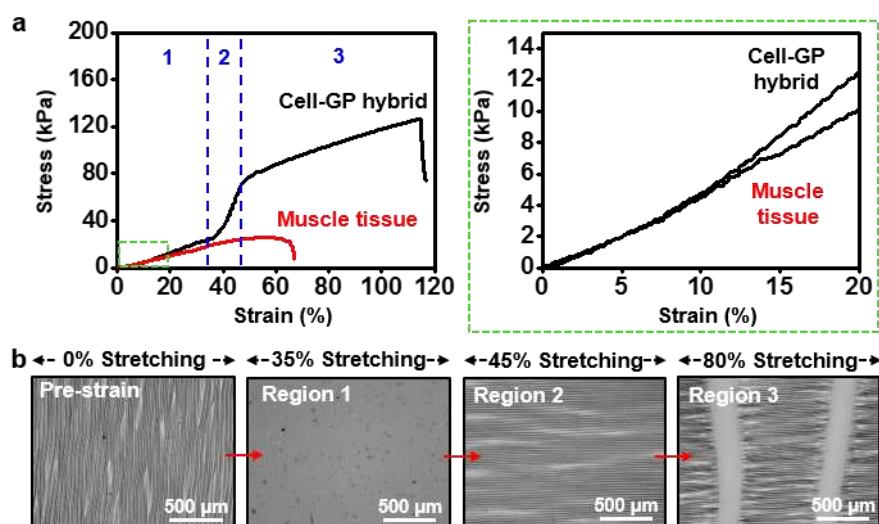 a
200
160
120
80
40
0
Stress (kPa)
0 20 40 60 80 100 120
Strain (%)
1 2 3
Cell-GP hybrid
Muscle tissue
14
12
10
8
6
4
2
0
Stress (kPa)
0 5 10 15 20
Strain (%)
Cell-GP
hybrid
Muscle
tissue
b
0% Stretching 35% Stretching 45% Stretching 80% Stretching
Pre-strain Region 1 Region 2 Region 3
500 µm 500 µm 500 µm 500 µm